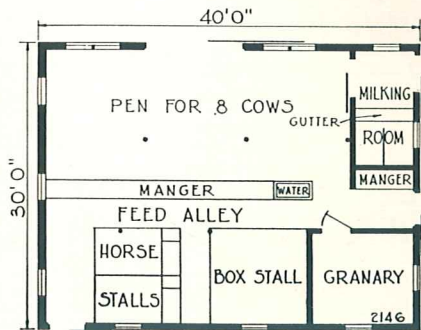 40'0"
30'0"
PEN FOR 8 COWS
MILKING
GUTTER
ROOM
MANGER
MANGER
WATER
FEED ALLEY
HORSE
STALLS
BOX STALL
GRANARY
2146